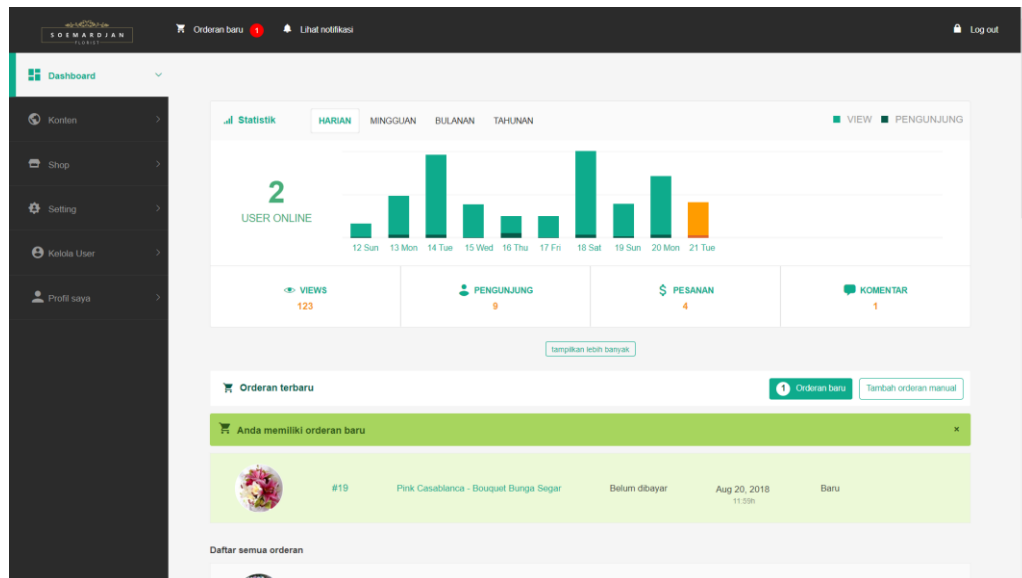 SOEMARDJAN
FLORIST
Orderan baru 1
Lihat notifikasi
Log out
Dashboard
Konten
Shop
Setting
Kelola User
Profil saya
Statistik
HARIAN MINGGUAN BULANAN TAHUNAN
VIEW PENGUNJUNG
2
USER ONLINE
12 Sun 13 Mon 14 Tue 15 Wed 16 Thu 17 Fri 18 Sat 19 Sun 20 Mon 21 Tue
VIEWS
123
PENGUNJUNG
9
PESANAN
4
KOMENTAR
1
tampilkan lebih banyak
Orderan terbaru
1 Orderan baru
Tambah orderan manual
Anda memiliki orderan baru ×
#19 Pink Casablanca - Bouquet Bunga Segar Belum dibayar Aug 20, 2018 Baru
11:59h
Daftar semua orderan